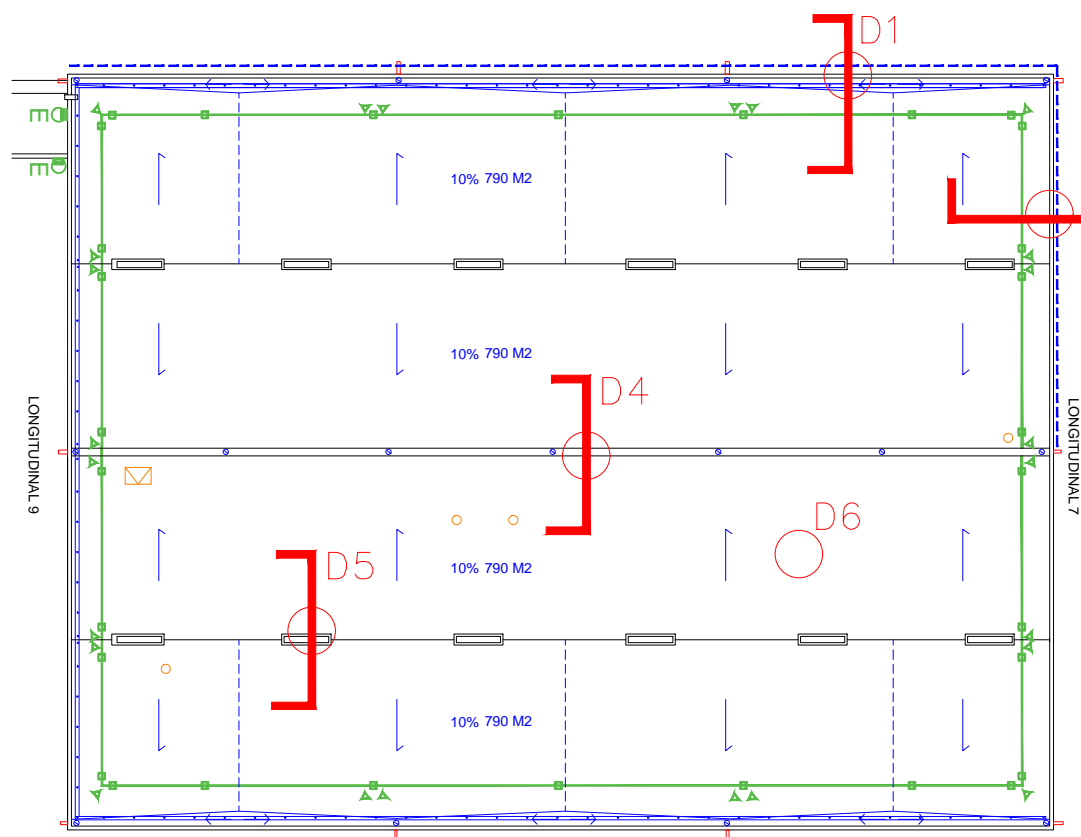 D1
10% 790 M2
10% 790 M2
D4
LONGITUDINAL 9
LONGITUDINAL 7
D6
D5
10% 790 M2
10% 790 M2